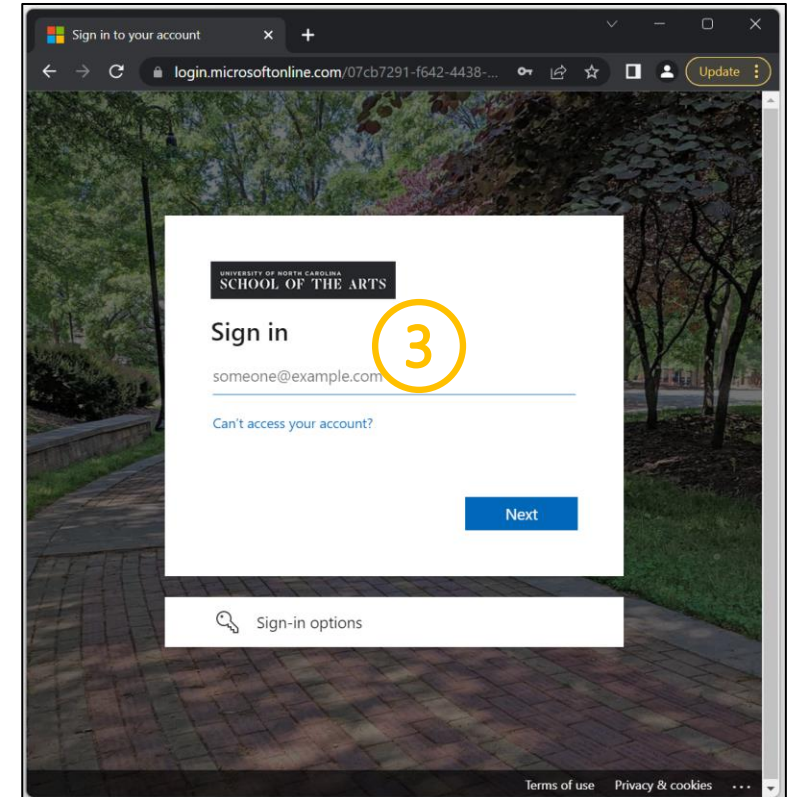 Sign in to your account
login.microsoftonline.com/07cb7291-f642-4438-...
Update
UNIVERSITY OF NORTH CAROLINA
SCHOOL OF THE ARTS
Sign in
3
someone@example.com
Can't access your account?
Next
Sign-in options
Terms of use Privacy & cookies ...